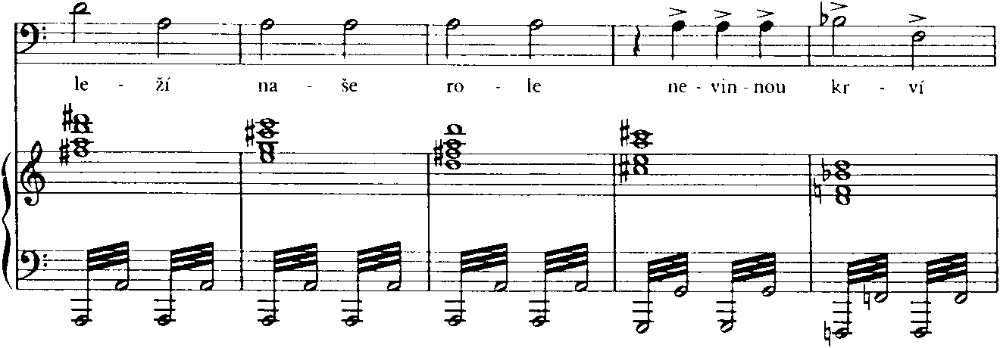 le - ží na - še ro - le ne - vin - nou kr - ví